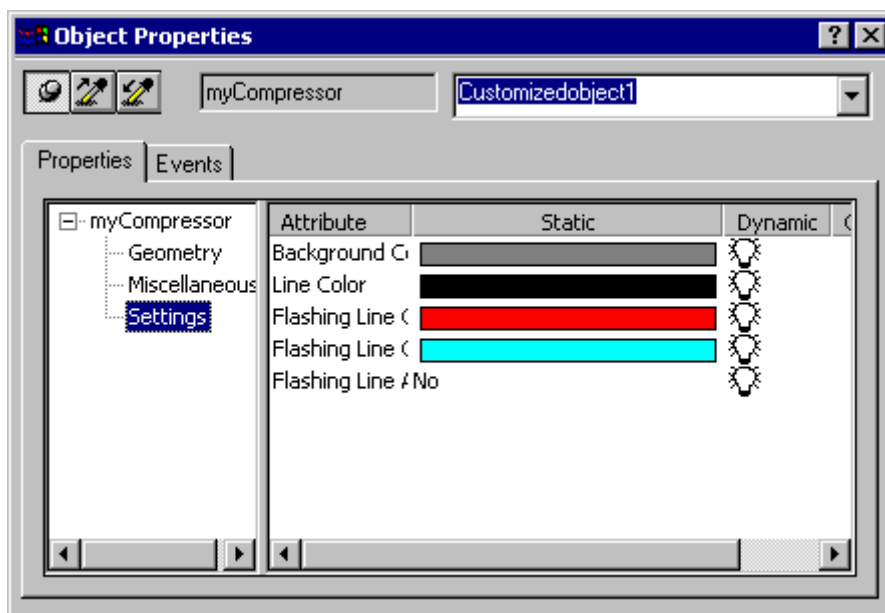 Object Properties
myCompressor Customizedobject1
Properties Events
myCompressor
Geometry
Miscellaneous
Settings
Attribute Static Dynamic
Background
Line Color
Flashing Line
Flashing Line
Flashing Line No